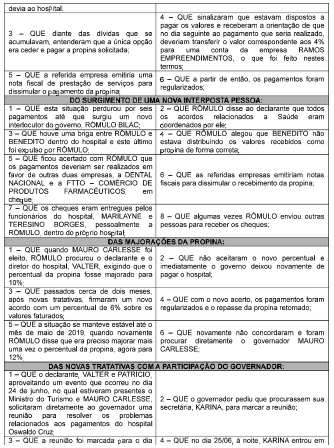 devia ao hospital.
4 – QUE sinalizaram que estavam dispostos a
pagar os valores e receberam a orientação de que
no dia seguinte ao pagamento que seria realizado,
deveriam transferir o valor correspondente aos 4%
para uma conta da empresa RAMOS
EMPREENDIMENTOS, o que foi feito nestes
termos;
3 – QUE diante das dívidas que se
acumulavam, entenderam que a única opção
era ceder e pagar a propina solicitada;
5 – QUE a referida empresa emitiria uma
nota fiscal de prestação de serviços para
dissimular o pagamento da propina;
6 – QUE a partir de então, os pagamentos foram
regularizados;
DO SURGIMENTO DE UMA NOVA INTERPOSTA PESSOA:
1 – QUE esta situação perdurou por seis
pagamentos até que surgiu um novo
interlocutor do governo, RÔMULO BILAC;
2 – QUE RÔMULO disse ao declarante que todos
os acordos relacionados a Saúde eram
coordenados por ele;
3 – QUE houve uma briga entre RÔMULO e
BENEDITO dentro do hospital e este último
foi expulso por RÔMULO;
4 – QUE RÔMULO alegou que BENEDITO não
estava distribuindo os valores recebidos como
propina de forma correta;
5 – QUE ficou acertado com RÔMULO que
os pagamentos deveriam ser realizados em
favor de outras duas empresas, a DENTAL
NACIONAL e a FTTO – COMÉRCIO DE
PRODUTOS FARMACÊUTICOS, em
cheque;
6 – QUE as referidas empresas emitiriam notas
fiscais para dissimular o recebimento da propina;
7 – QUE os cheques eram entregues pelos
funcionários do hospital, MARILAYNE e
TERESINO BORGES, pessoalmente a
RÔMULO, dentro do próprio hospital;
8 – QUE algumas vezes RÔMULO enviou outras
pessoas para receber os cheques;
DAS MAJORAÇÕES DA PROPINA:
1 – QUE quando MAURO CARLESSE foi
eleito, RÔMULO procurou o declarante e o
diretor do hospital, VALTER, exigindo que o
percentual da propina fosse majorado para
10%;
2 – QUE não aceitaram o novo percentual e
imediatamente o governo deixou novamente de
pagar o hospital;
3 – QUE passados cerca de dois meses,
após novas tratativas, firmaram um novo
acordo com um percentual de 6% sobre os
valores faturados;
4 – QUE com o novo acerto, os pagamentos foram
regularizados e o repasse da propina retomado;
5 – QUE a situação se manteve estável até o
mês de maio de 2019, quando novamente
RÔMULO disse que era preciso majorar mais
uma vez o percentual da propina, agora para
12%;
6 – QUE novamente não concordaram e foram
procurar diretamente o governador MAURO
CARLESSE;
DAS NOVAS TRATATIVAS COM A PARTICIPAÇÃO DO GOVERNADOR:
1 – QUE o declarante, VALTER e PATRÍCIO,
aproveitando um evento que ocorreu no dia
24 de junho, no qual estiveram presentes o
Ministro do Turismo e MAURO CARLESSE,
solicitaram diretamente ao governador uma
reunião para resolver os problemas
relacionados aos pagamentos do hospital
Oswaldo Cruz;
2 – QUE o governador pediu que procurassem sua
secretária, KARINA, para marcar a reunião;
3 – QUE a reunião foi marcada para o dia
4 – QUE no dia 25/06, à noite, KARINA entrou em